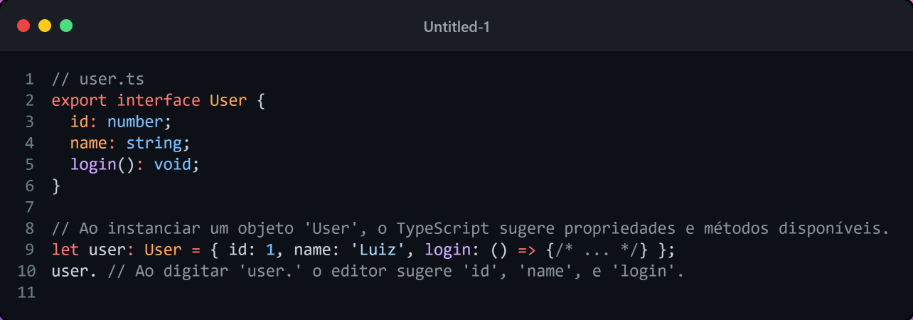 Untitled-1
1 // user.ts
2 export interface User {
3   id: number;
4   name: string;
5   login(): void;
6 }
7
8 // Ao instanciar um objeto 'User', o TypeScript sugere propriedades e métodos disponíveis.
9 let user: User = { id: 1, name: 'Luiz', login: () => {/* ... */} };
10 user. // Ao digitar 'user.' o editor sugere 'id', 'name', e 'login'.
11